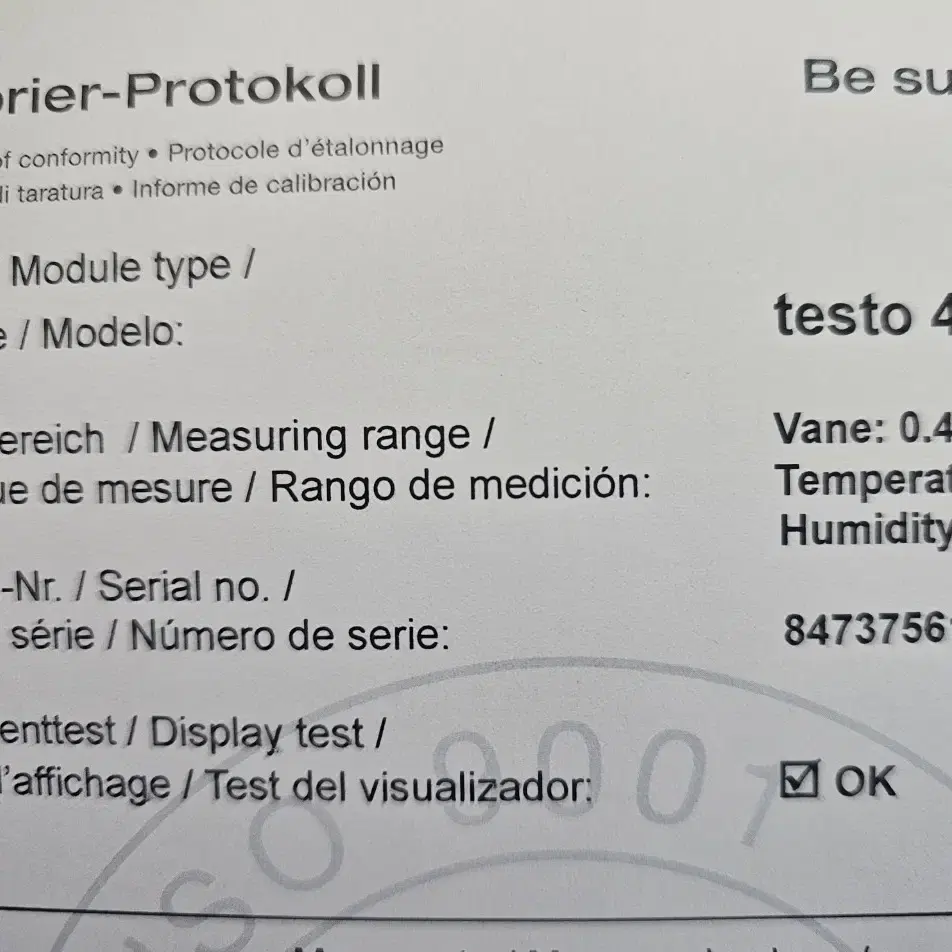 rier-Protokoll
Be su
of conformity • Protocole d'étalonnage
di taratura • Informe de calibración
Module type /
e / Modelo:
testo 4
ereich / Measuring range /
Vane: 0.4
ue de mesure / Rango de medición:
Temperat
Humidity
-Nr. / Serial no. /
série / Número de serie:
8473756
enttest / Display test /
l'affichage / Test del visualizador:
☑ OK
ISO 9001